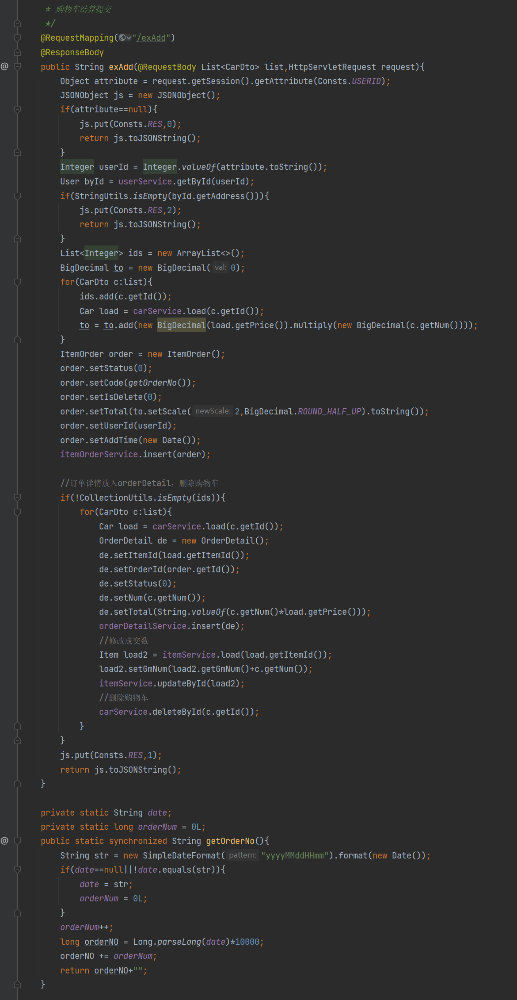 * 购物车结算提交
*/
@RequestMapping("/exAdd")
@ResponseBody
@ public String exAdd(@RequestBody List<CarDto> list,HttpServletRequest request){
Object attribute = request.getSession().getAttribute(Consts.USERID);
JSONObject js = new JSONObject();
if(attribute==null){
js.put(Consts.RES,0);
return js.toJSONString();
}
Integer userId = Integer.valueOf(attribute.toString());
User byId = userService.getById(userId);
if(StringUtils.isEmpty(byId.getAddress())){
js.put(Consts.RES,2);
return js.toJSONString();
}
List<Integer> ids = new ArrayList<>();
BigDecimal to = new BigDecimal( val: 0);
for(CarDto c:list){
ids.add(c.getId());
Car load = carService.load(c.getId());
to = to.add(new BigDecimal(load.getPrice()).multiply(new BigDecimal(c.getNum())));
}
ItemOrder order = new ItemOrder();
order.setStatus(0);
order.setCode(getOrderNo());
order.setIsDelete(0);
order.setTotal(to.setScale( newScale: 2,BigDecimal.ROUND_HALF_UP).toString());
order.setUserId(userId);
order.setAddTime(new Date());
itemOrderService.insert(order);
//订单详情放入orderDetail，删除购物车
if(!CollectionUtils.isEmpty(ids)){
for(CarDto c:list){
Car load = carService.load(c.getId());
OrderDetail de = new OrderDetail();
de.setItemId(load.getItemId());
de.setOrderId(order.getId());
de.setStatus(0);
de.setNum(c.getNum());
de.setTotal(String.valueOf(c.getNum()*load.getPrice()));
orderDetailService.insert(de);
//修改成交数
Item load2 = itemService.load(load.getItemId());
load2.setGmNum(load2.getGmNum()+c.getNum());
itemService.updateById(load2);
//删除购物车
carService.deleteById(c.getId());
}
}
js.put(Consts.RES,1);
return js.toJSONString();
}
private static String date;
private static long orderNum = 0L;
@ public static synchronized String getOrderNo(){
String str = new SimpleDateFormat( pattern: "yyyyMMddHHmm").format(new Date());
if(date==null||!date.equals(str)){
date = str;
orderNum = 0L;
}
orderNum++;
long orderNO = Long.parseLong(date)*10000;
orderNO += orderNum;
return orderNO+"";
}